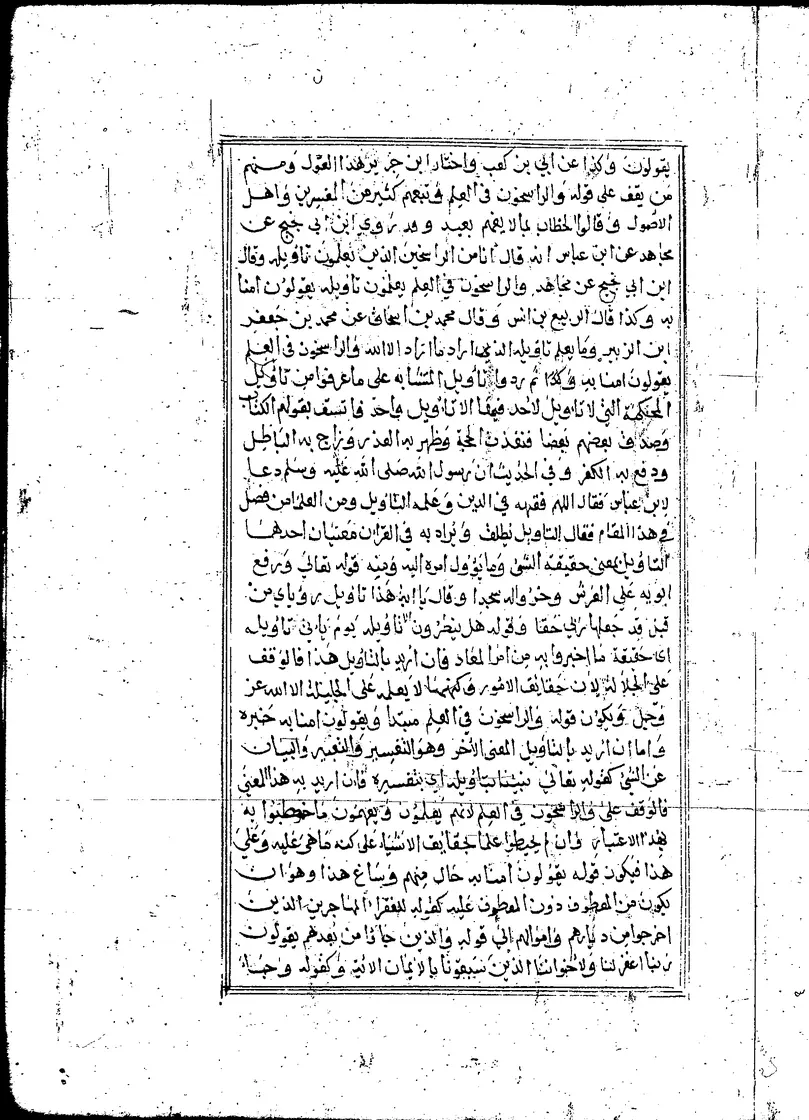 يقولون وكذا عن ابي بن كعب واختار ابن جرير هذا القول ومنهم
من يقف على قوله والراسخون في العلم وتبعهم كثير من المفسرين واهل
الاصول وقالوا الخطاب بما لا يفهم بعيد وقد روي ابن ابي نجيح عن
مجاهد عن ابن عباس انه قال انا من الراسخين الذين يعلمون تاويله وقال
ابن ابي نجيح عن مجاهد والراسخون في العلم يعلمون تاويله يقولون امنا
به وكذا قال الربيع بن انس وقال محمد بن اسحاق عن محمد بن جعفر
ابن الزبير وما يعلم تاويله الذي اراد ما اراد الا الله والراسخون في العلم
يقولون امنا به وكذا ثم ردوا تاويل المتشابه على ما عرفوا من تاويل
المحكمة التي لا تاويل لاحد فيها الا تاويل واحد فاتسق بقولهم الكتاب
وصدق بعضهم بعضا فنفذت الحجة وظهر به العذر وزاح به الباطل
ودفع به الكفر وفي الحديث ان رسول الله صلى الله عليه وسلم دعا
لابن عباس فقال اللهم فقهه في الدين وعلمه التاويل ومن العلما من فصل
في هذا المقام فقال التاويل يطلق ويراد به في القران معنيان احدهما
التاويل بمعنى حقيقة الشئ وما يؤول امره اليه ومنه قوله تعالي ورفع
ابويه على العرش وخروا له سجدا وقال يا ابة هذا تاويل رؤياي من
قبل قد جعلها ربي حقا وقوله هل ينظرون الا تاويله يوم ياتي تاويله
اي حقيقة ما اخبروا به من امر المعاد فان اريد بالتاويل هذا فالوقف
على الجلالة لان حقايق الامور وكنهها لا يعلمه على الجلية الا الله عز
وجل ويكون قوله والراسخون في العلم مبتدا ويقولون امنا به خبره
واما ان اريد بالتاويل المعنى الاخر وهو التفسير والتعبير والبيان
عن الشئ كقوله تعالي نبئنا بتاويله اي بتفسيره فان اريد به هذا المعني
فالوقف على والراسخون في العلم لانهم يعلمون ويفهمون ما خوطبوا به
بهذا الاعتبار وان لم يحيطوا علما بحقايق الاشياء على كنه ما هي عليه وعلي
هذا فيكون قوله يقولون امنا به حال منهم وساغ هذا وهو ان
يكون من المعطوف دون المعطوف عليه كقوله للفقراء المهاجرين الذين
اخرجوا من ديارهم واموالهم الي قوله والذين جاؤا من بعدهم يقولون
ربنا اغفر لنا ولاخواننا الذين سبقونا بالايمان الاية وكقوله وجاء